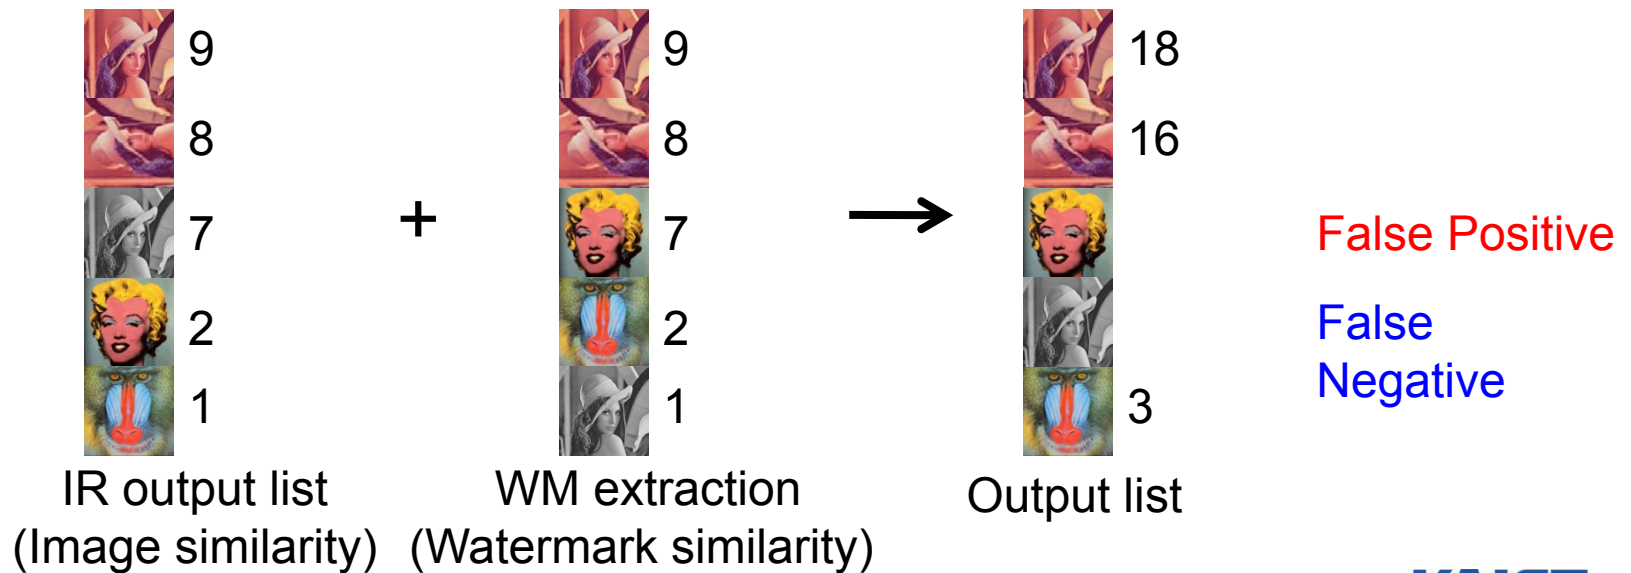 9
8
7
2
1
+
9
8
7
2
1
18
16
3
IR output list
(Image similarity)
WM extraction
(Watermark similarity)
Output list
False Positive
False
Negative